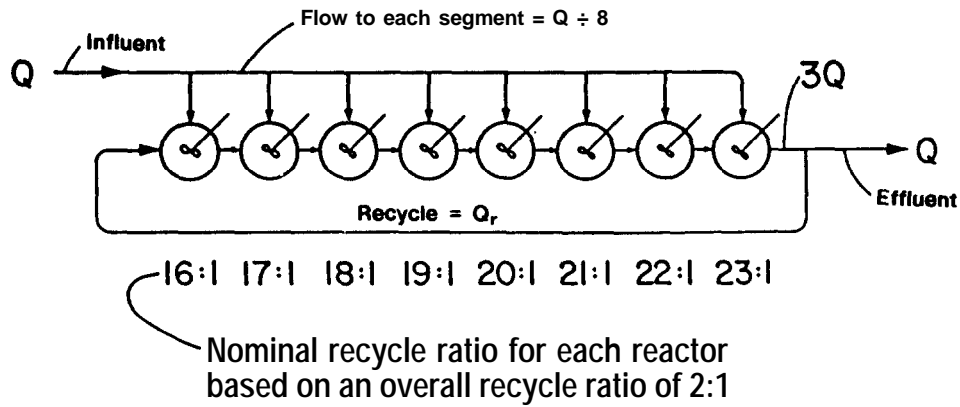 Flow to each segment = Q ÷ 8
Influent
Q
3Q
Q
Effluent
Recycle = Qᵣ
16:1 17:1 18:1 19:1 20:1 21:1 22:1 23:1
Nominal recycle ratio for each reactor
based on an overall recycle ratio of 2:1